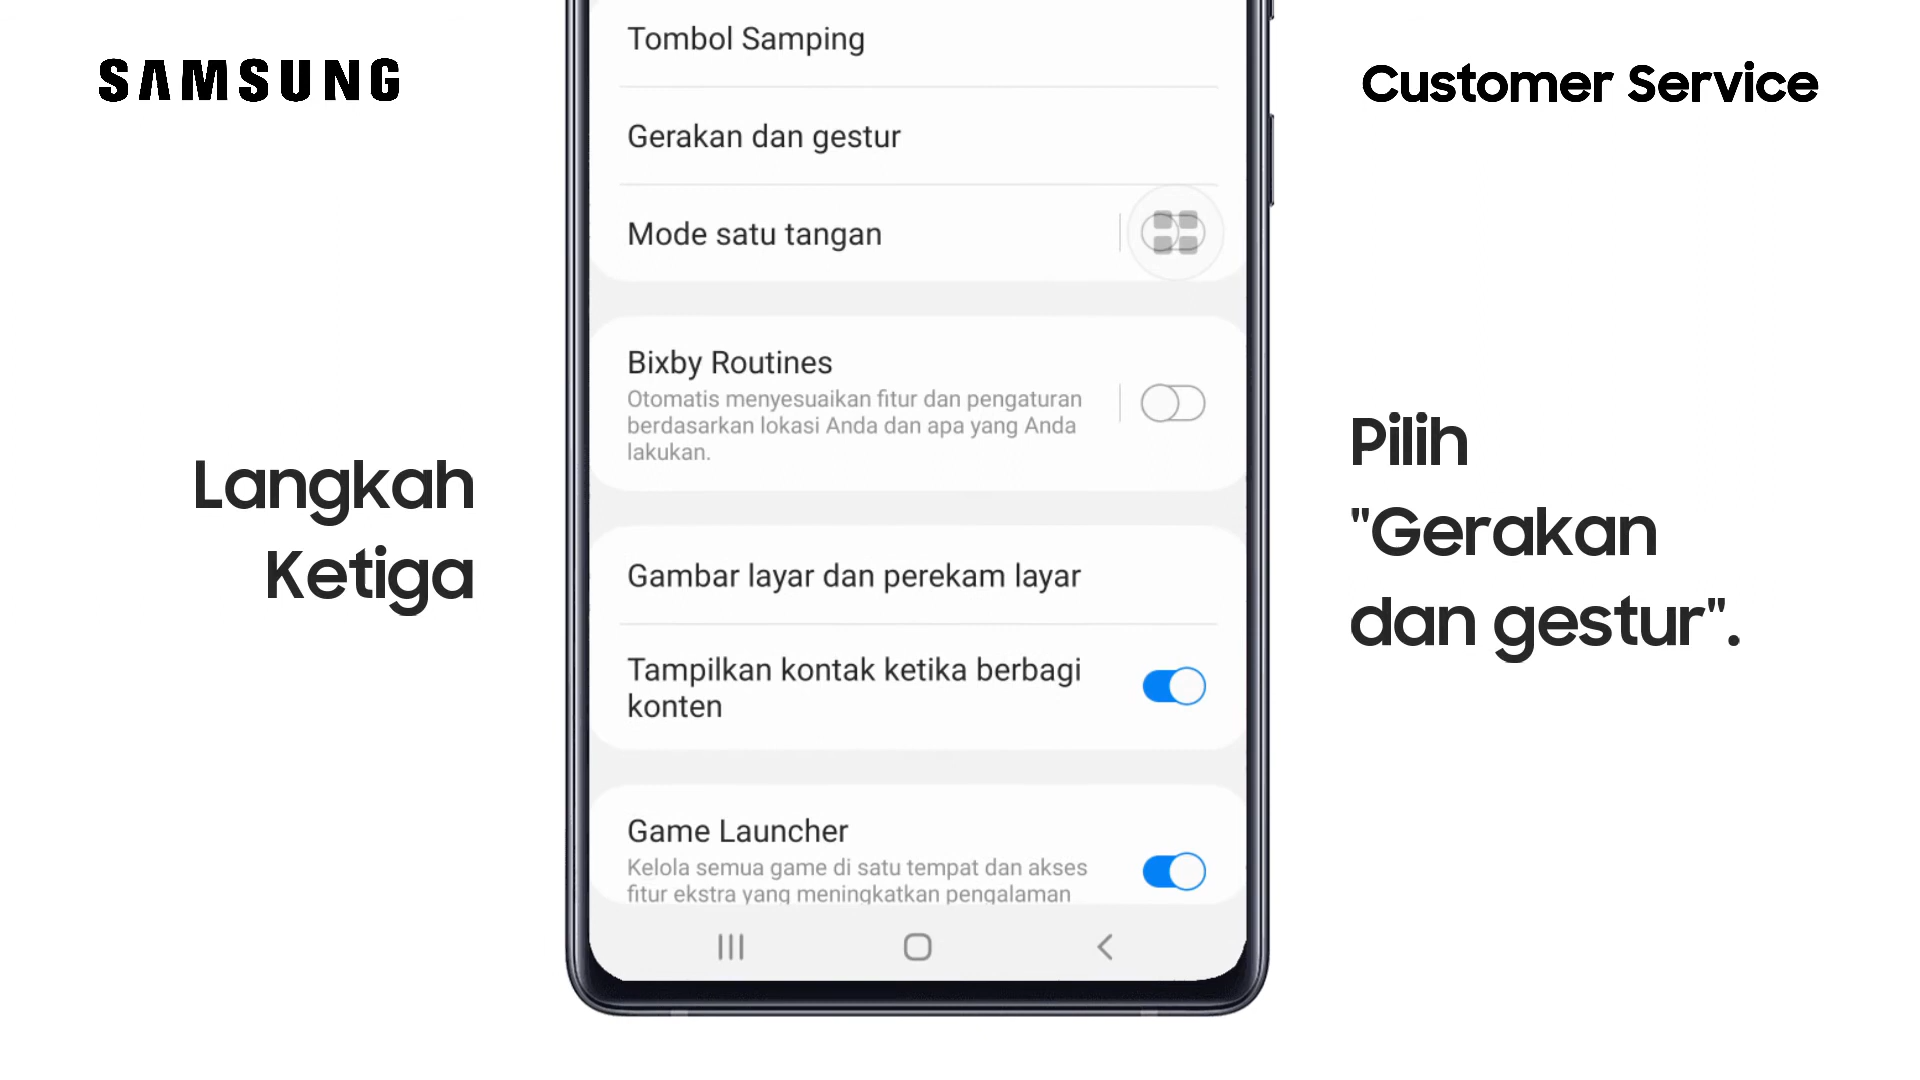 SAMSUNG
Customer Service
Langkah
Ketiga
Tombol Samping
Gerakan dan gestur
Mode satu tangan
Bixby Routines
Otomatis menyesuaikan fitur dan pengaturan
berdasarkan lokasi Anda dan apa yang Anda
lakukan.
Gambar layar dan perekam layar
Tampilkan kontak ketika berbagi
konten
Game Launcher
Kelola semua game di satu tempat dan akses
fitur ekstra yang meningkatkan pengalaman
Pilih
"Gerakan
dan gestur".